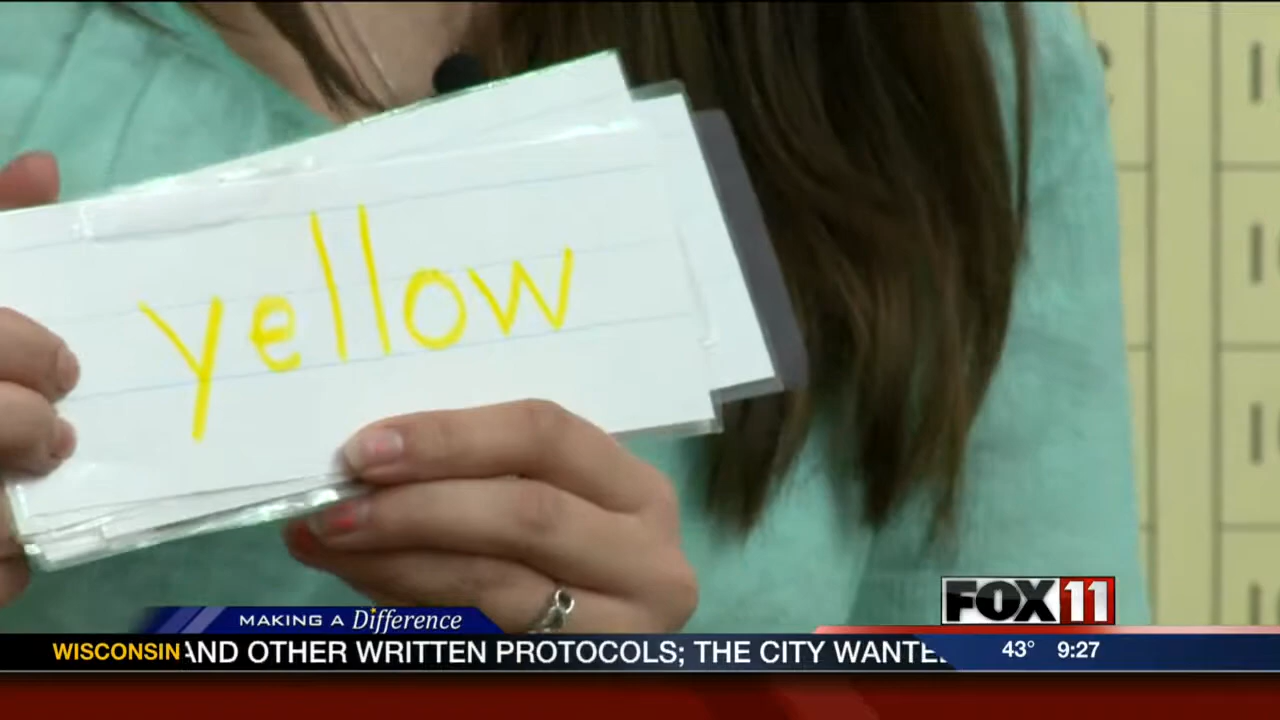 yellow
FOX 11
MAKING A Difference
WISCONSIN AND OTHER WRITTEN PROTOCOLS; THE CITY WANTE
43° 9:27